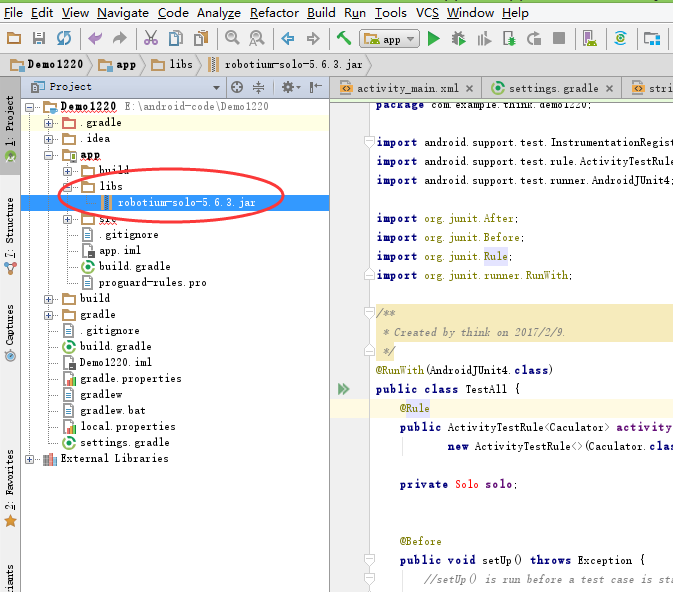 File Edit View Navigate Code Analyze Refactor Build Run Tools VCS Window Help
app
Demo1220 app libs robotium-solo-5.6.3.jar
Project
activity_main.xml settings.gradle stri
1: Project
7: Structure
Captures
2: Favorites
iants
Demo1220 E:\android-code\Demo1220
.gradle
.idea
app
build
libs
robotium-solo-5.6.3.jar
src
.gitignore
app.iml
build.gradle
proguard-rules.pro
build
gradle
.gitignore
build.gradle
Demo1220.iml
gradle.properties
gradlew
gradlew.bat
local.properties
settings.gradle
External Libraries
package com.example.think.demo1220;
import android.support.test.InstrumentationRegist
import android.support.test.rule.ActivityTestRule
import android.support.test.runner.AndroidJUnit4;
import org.junit.After;
import org.junit.Before;
import org.junit.Rule;
import org.junit.runner.RunWith;
/**
* Created by think on 2017/2/9.
*/
@RunWith(AndroidJUnit4.class)
public class TestAll {
@Rule
public ActivityTestRule<Caculator> activity
new ActivityTestRule<>(Caculator.clas
private Solo solo;
@Before
public void setUp() throws Exception {
//setUp() is run before a test case is sta